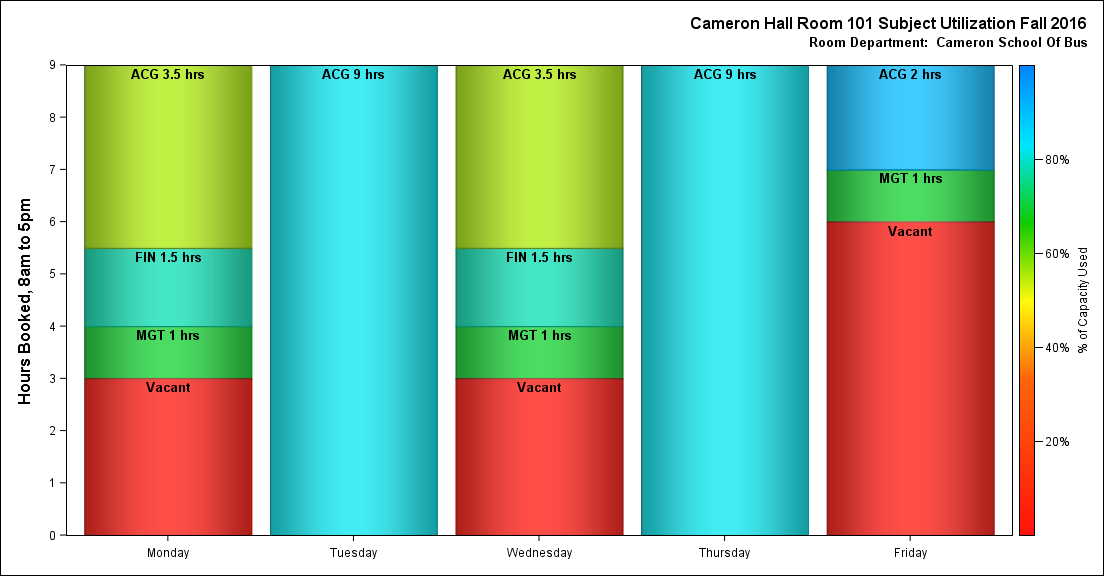 Cameron Hall Room 101 Subject Utilization Fall 2016
Room Department:  Cameron School Of Bus
Hours Booked, 8am to 5pm
9
8
7
6
5
4
3
2
1
0
ACG 3.5 hrs
FIN 1.5 hrs
MGT 1 hrs
Vacant
ACG 9 hrs
ACG 3.5 hrs
FIN 1.5 hrs
MGT 1 hrs
Vacant
ACG 9 hrs
ACG 2 hrs
MGT 1 hrs
Vacant
Monday
Tuesday
Wednesday
Thursday
Friday
80%
60%
40%
20%
% of Capacity Used